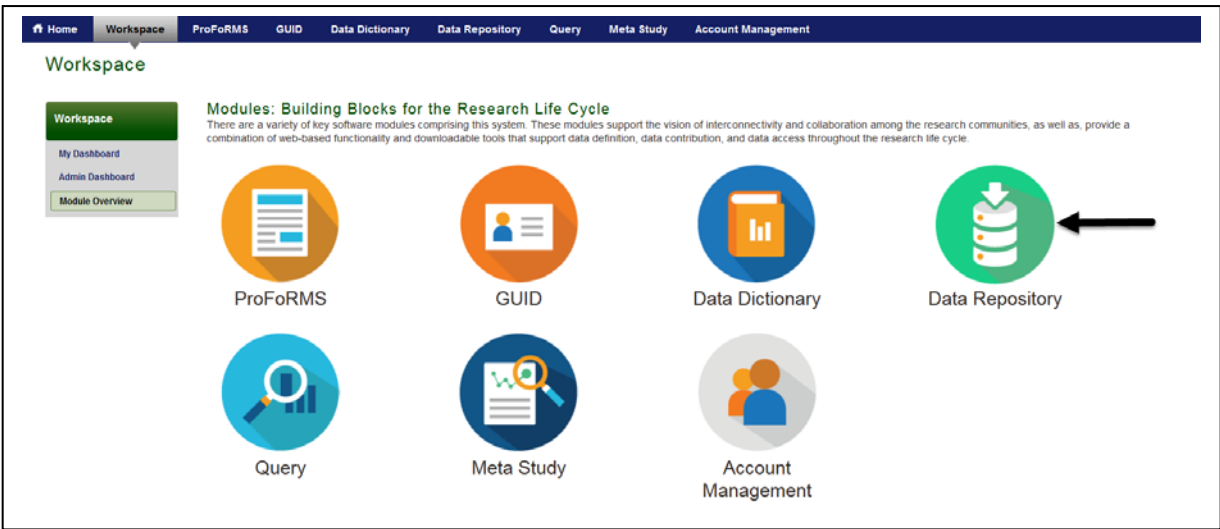 Home Workspace ProFoRMS GUID Data Dictionary Data Repository Query Meta Study Account Management
Workspace
Workspace
My Dashboard
Admin Dashboard
Module Overview
Modules: Building Blocks for the Research Life Cycle
There are a variety of key software modules comprising this system. These modules support the vision of interconnectivity and collaboration among the research communities, as well as, provide a
combination of web-based functionality and downloadable tools that support data definition, data contribution, and data access throughout the research life cycle.
ProFoRMS GUID Data Dictionary Data Repository
Query Meta Study Account
Management